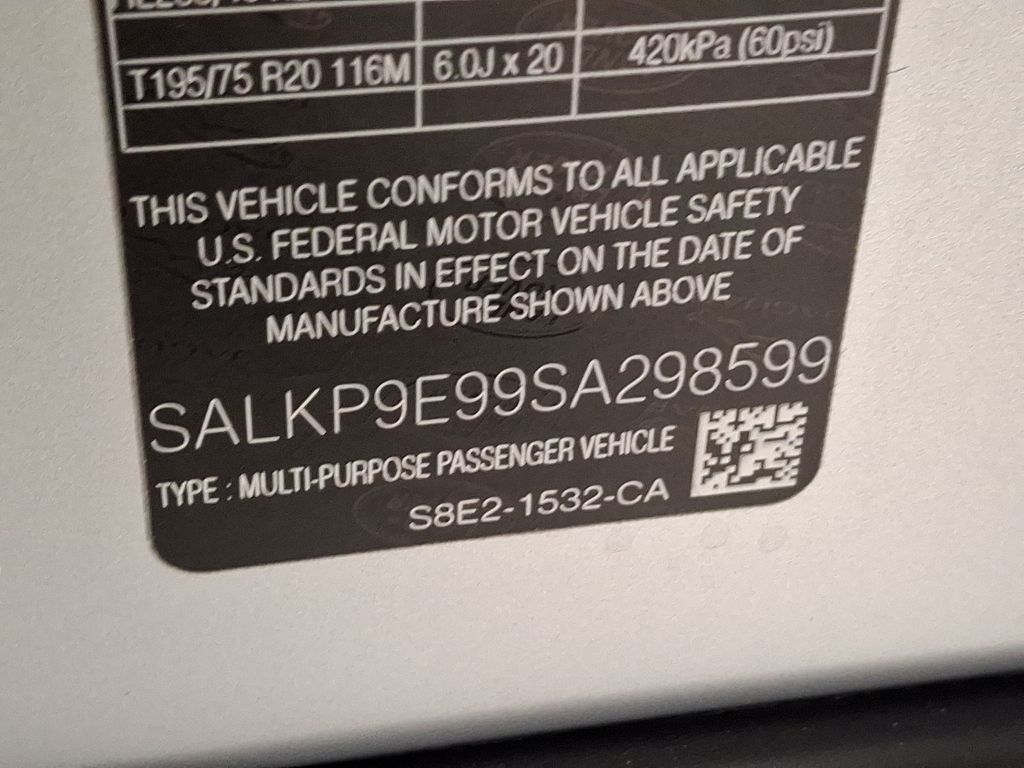 T195/75 R20 116M 6.0J x 20 420kPa (60psi)
THIS VEHICLE CONFORMS TO ALL APPLICABLE
U.S. FEDERAL MOTOR VEHICLE SAFETY
STANDARDS IN EFFECT ON THE DATE OF
MANUFACTURE SHOWN ABOVE
SALKP9E99SA298599
TYPE : MULTI-PURPOSE PASSENGER VEHICLE
S8E2-1532-CA